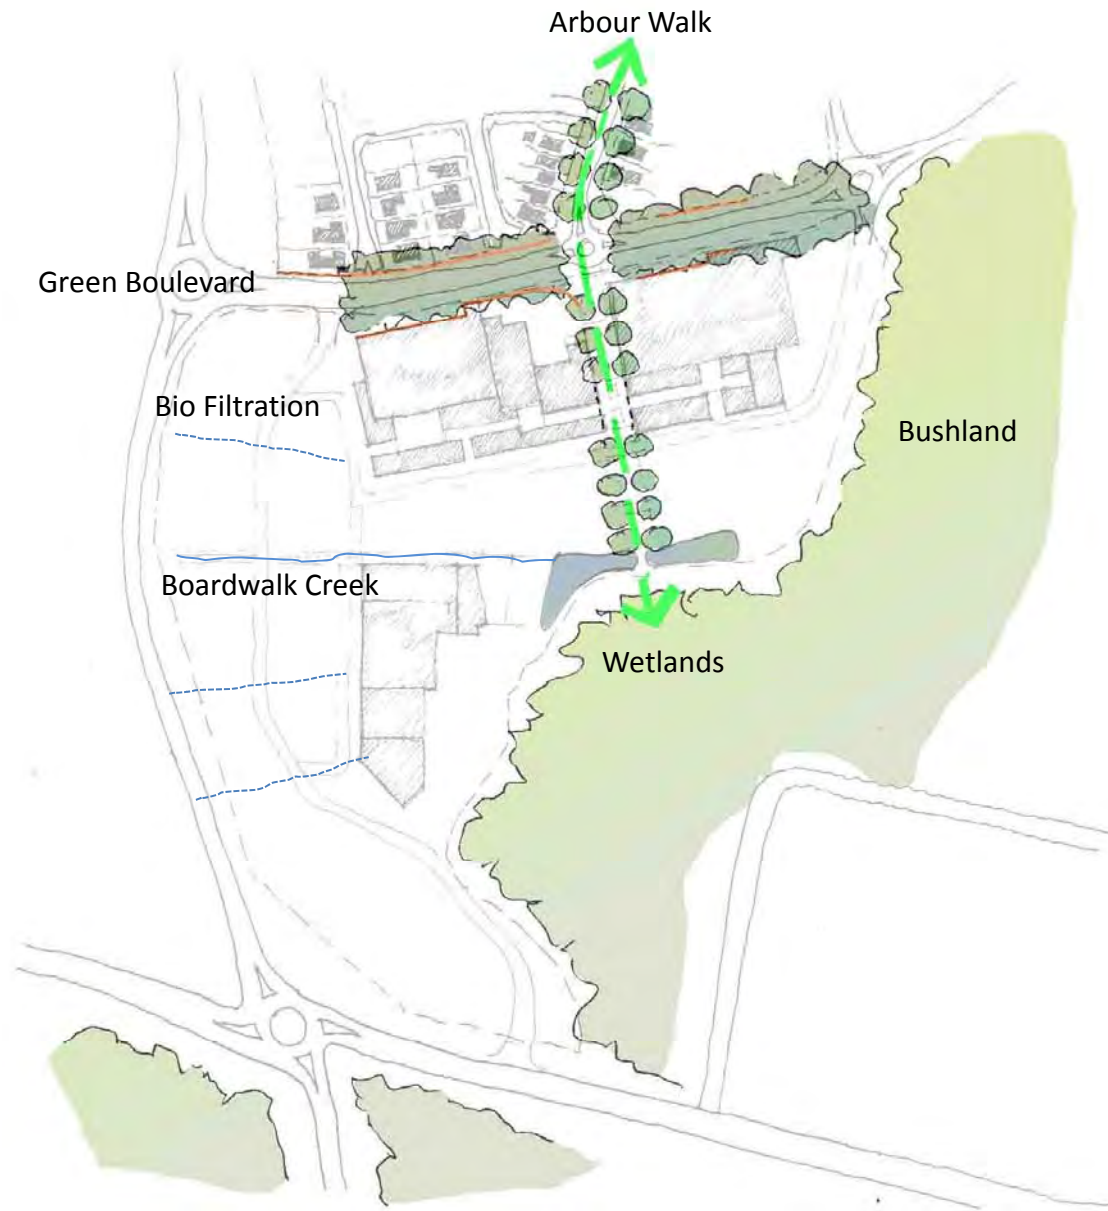 Arbour Walk
Green Boulevard
Bio Filtration
Bushland
Boardwalk Creek
Wetlands